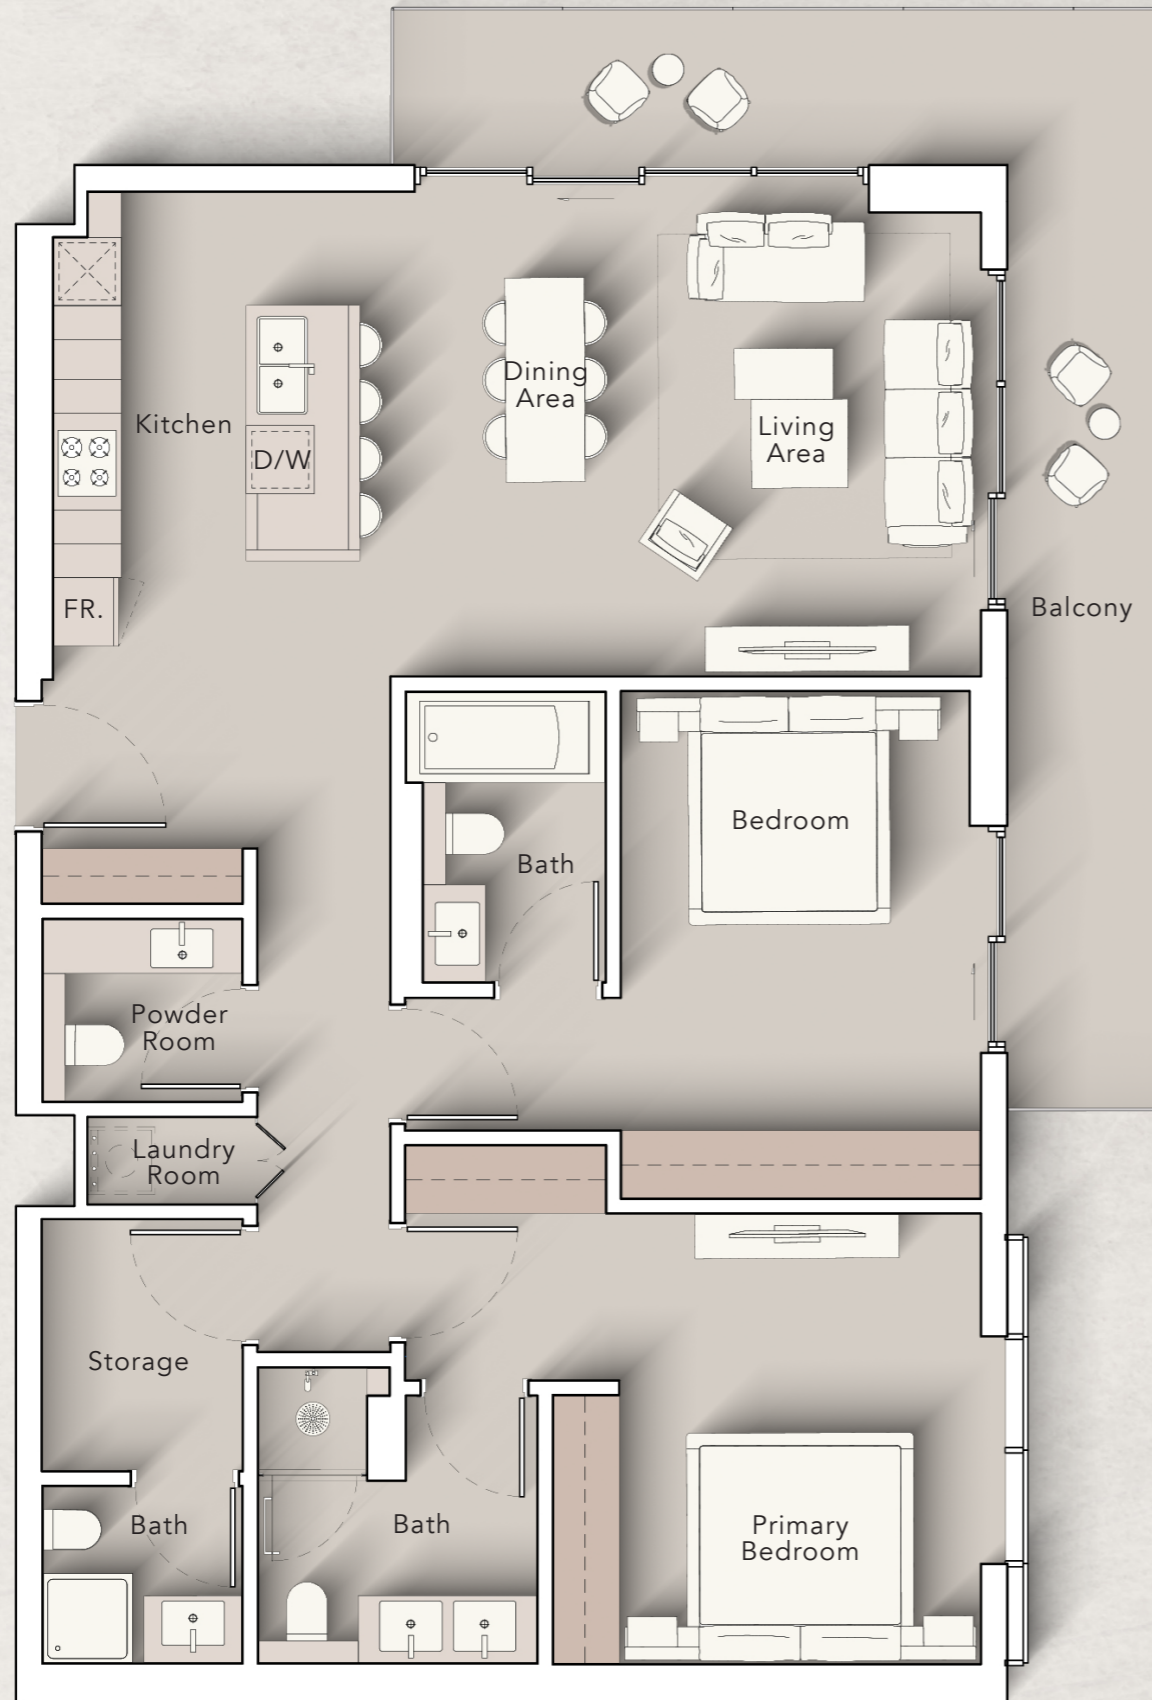 Kitchen
D/W
FR.
Dining
Area
Living
Area
Balcony
Bedroom
Bath
Powder
Room
Laundry
Room
Storage
Bath
Bath
Primary
Bedroom